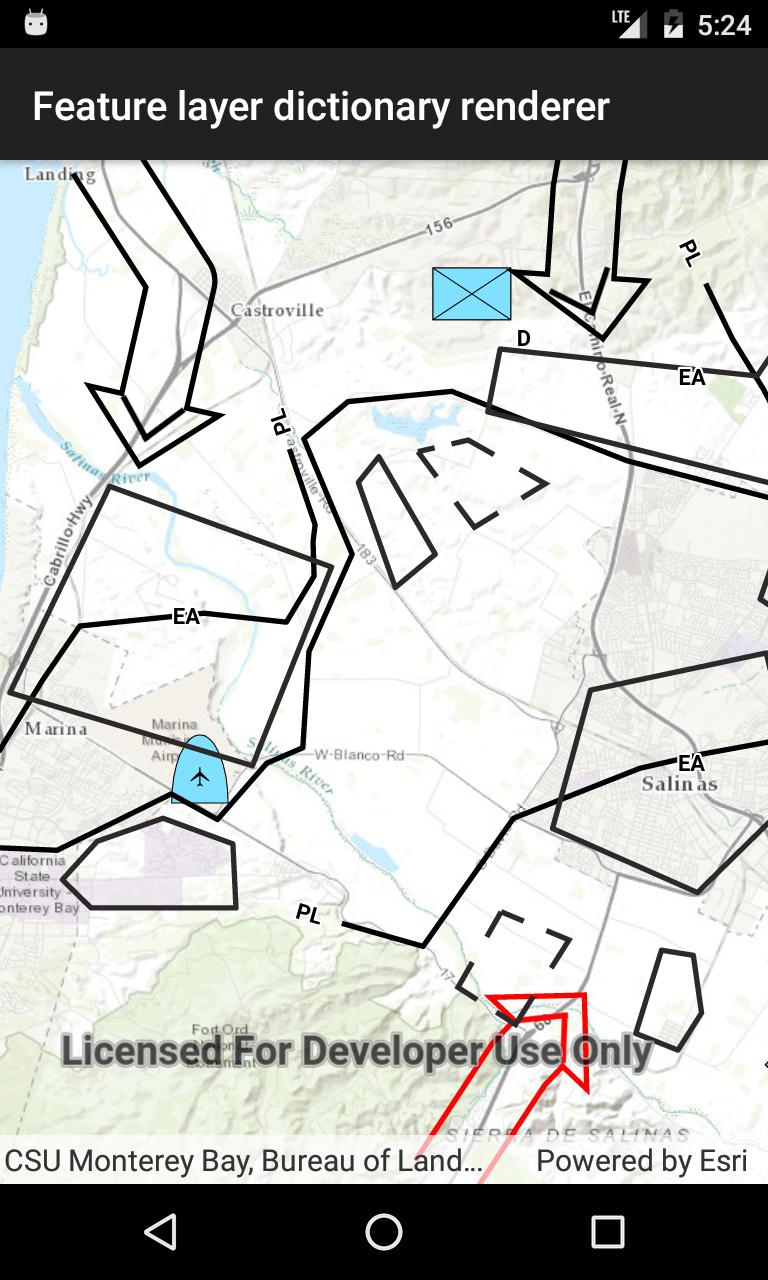 LTE 5:24
Feature layer dictionary renderer
Landing
156
PL
Castroville
El Camino Real N
D
EA
PL
Castroville Rd
Salinas River
Cabrillo Hwy
183
EA
Marina
Marina
Salinas River
W-Blanco-Rd
EA
Salinas
California
State
University -
onterey Bay
PL
17
68
Fort Ord
Licensed For Developer Use Only
SIERRA DE SALINAS
CSU Monterey Bay, Bureau of Land...
Powered by Esri